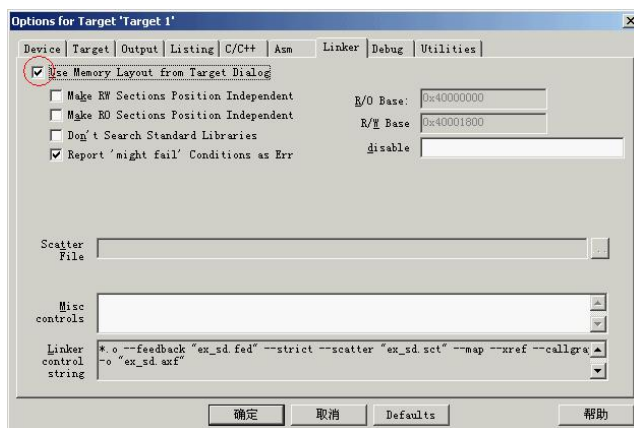 Options for Target 'Target 1'
Device Target Output Listing C/C++ Asm Linker Debug Utilities
Use Memory Layout from Target Dialog
Make RW Sections Position Independent
Make RO Sections Position Independent
Don't Search Standard Libraries
Report 'might fail' Conditions as Err
R/O Base: 0x40000000
R/W Base 0x40001800
disable
Scatter
File
...
Misc
controls
Linker
control
string
*.o --feedback "ex_sd.fed" --strict --scatter "ex_sd.sct" --map --xref --callgra
-o "ex_sd.axf"
确定 取消 Defaults 帮助